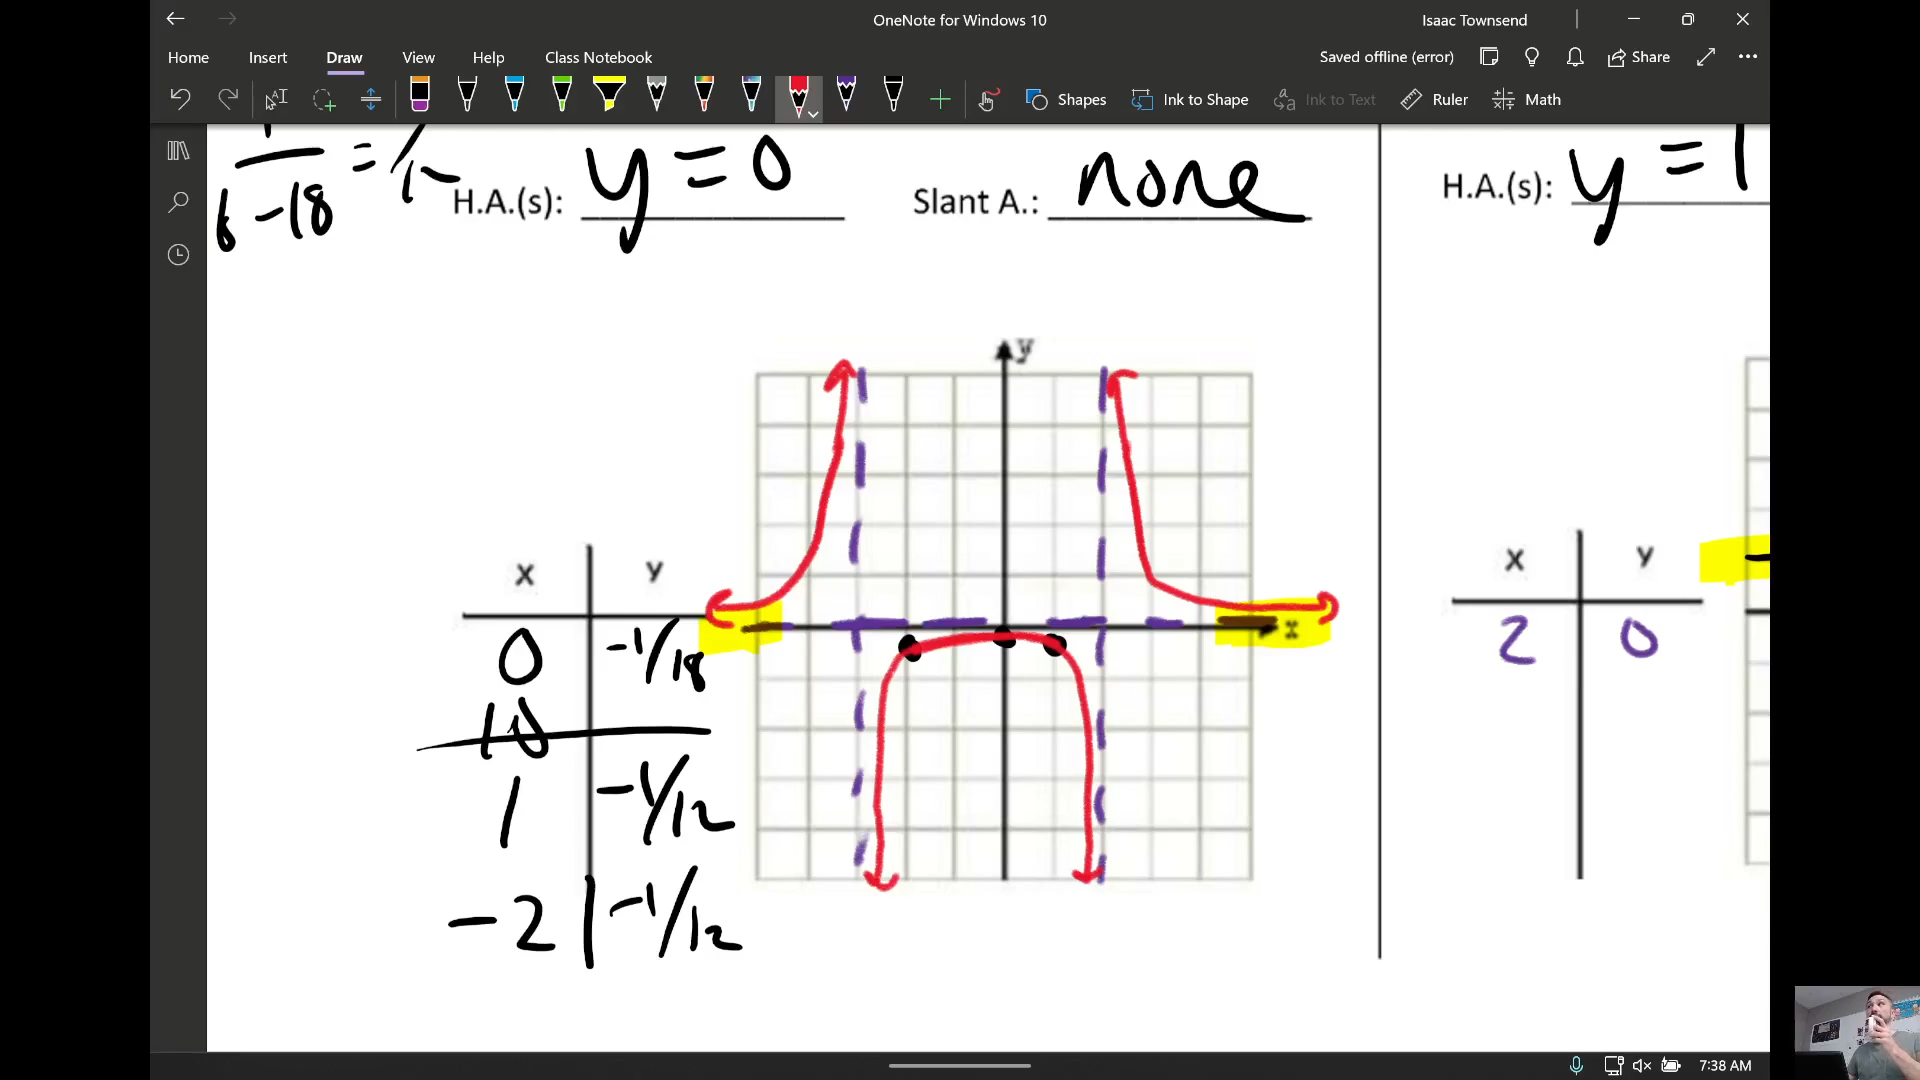 OneNote for Windows 10
Isaac Townsend
Home Insert Draw View Help Class Notebook
Saved offline (error)
Share
Shapes
Ink to Shape
Ink to Text
Ruler
Math
-18 =
H.A.(s): y = 0
Slant A.: none
H.A.(s): y = 1
y
x
x y
0 -1/18
10
1 -1/12
-2 -1/12
x y
2 0
7:38 AM